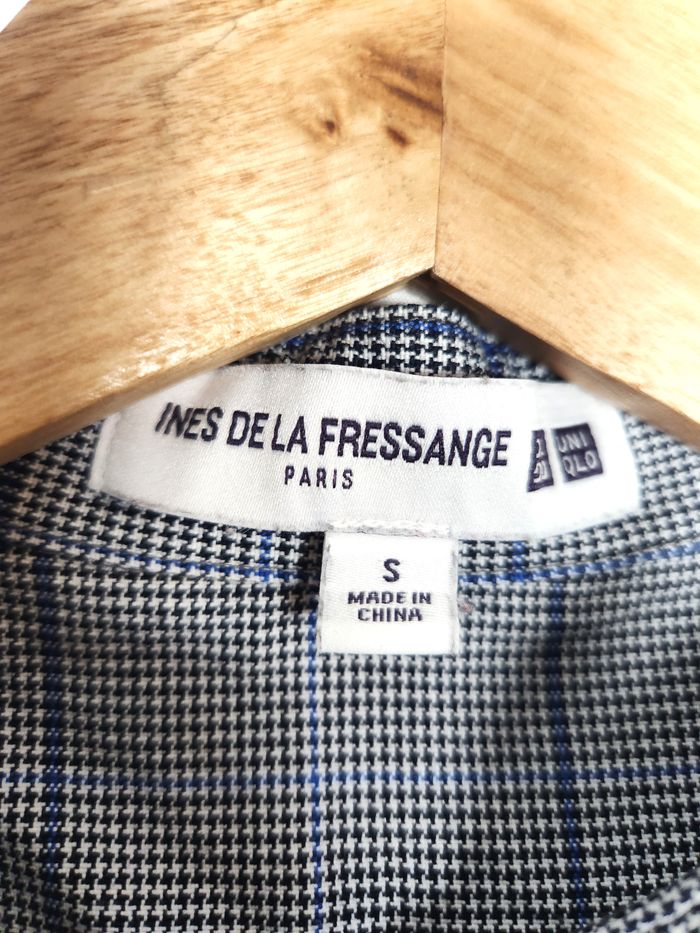 INES DE LA FRESSANGE
PARIS
UNI
QLO
S
MADE IN
CHINA